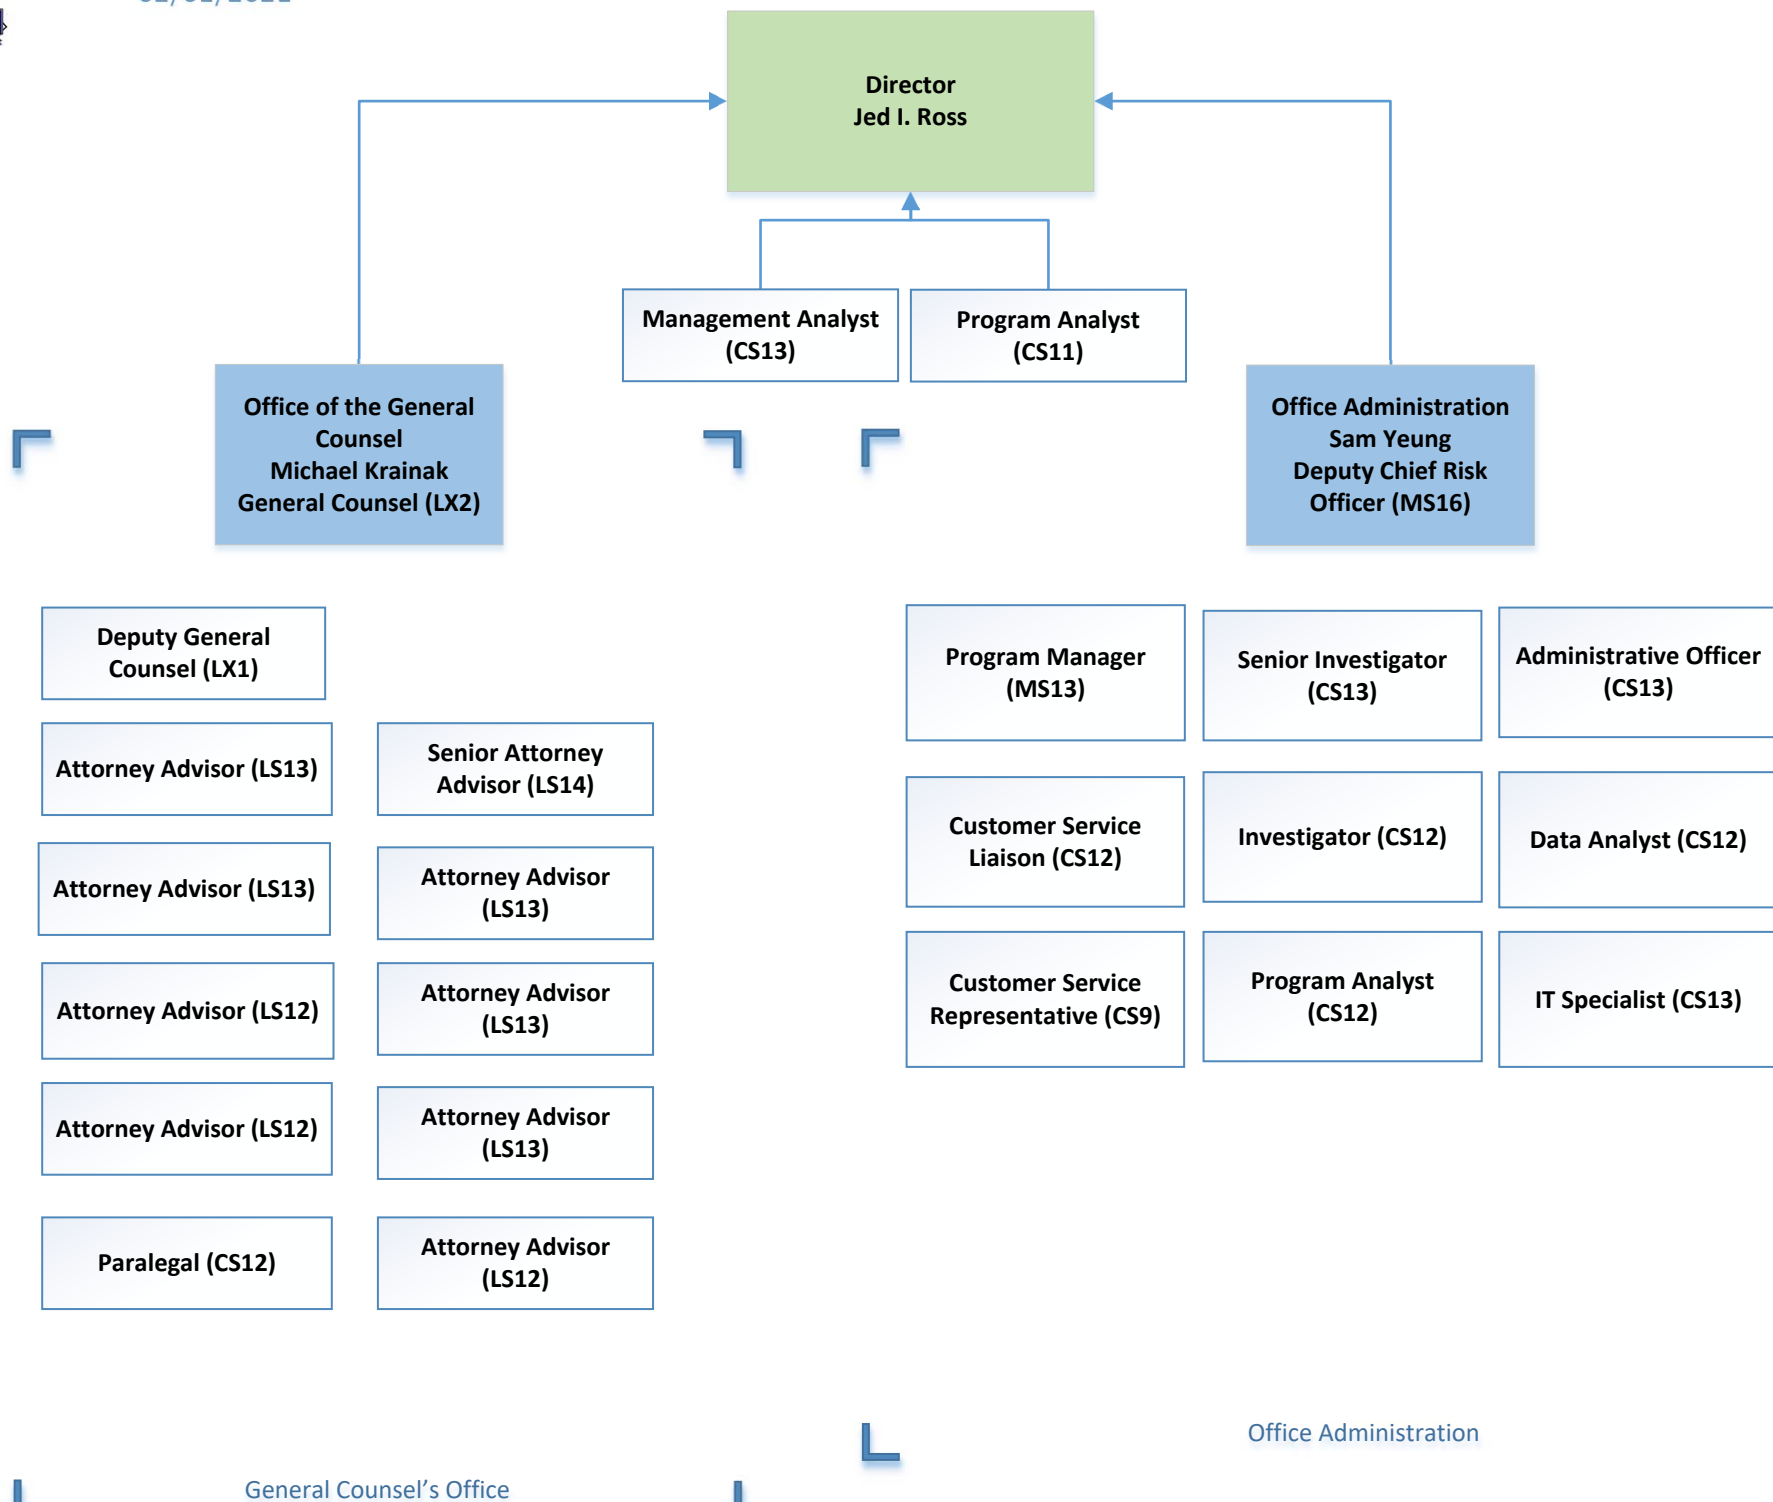 Director
Jed I. Ross
Management Analyst
(CS13)
Program Analyst
(CS11)
Office of the General
Counsel
Michael Krainak
General Counsel (LX2)
Office Administration
Sam Yeung
Deputy Chief Risk
Officer (MS16)
Deputy General
Counsel (LX1)
Attorney Advisor (LS13)
Senior Attorney
Advisor (LS14)
Attorney Advisor (LS13)
Attorney Advisor
(LS13)
Attorney Advisor (LS12)
Attorney Advisor
(LS13)
Attorney Advisor (LS12)
Attorney Advisor
(LS13)
Paralegal (CS12)
Attorney Advisor
(LS12)
General Counsel’s Office
Program Manager
(MS13)
Senior Investigator
(CS13)
Administrative Officer
(CS13)
Customer Service
Liaison (CS12)
Investigator (CS12)
Data Analyst (CS12)
Customer Service
Representative (CS9)
Program Analyst
(CS12)
IT Specialist (CS13)
Office Administration